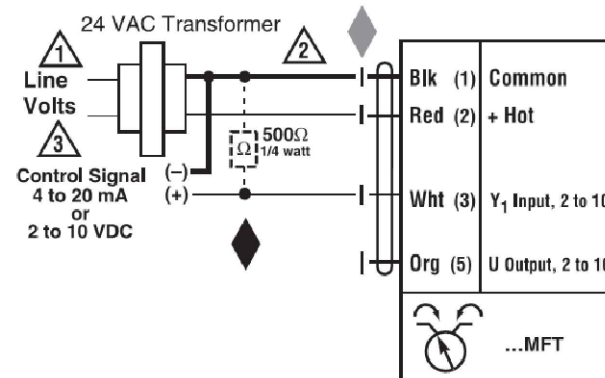 24 VAC Transformer
1
2
Line
Volts
3
Control Signal
4 to 20 mA
or
2 to 10 VDC
(–)
(+)
Ω
500Ω
1/4 watt
Blk (1) Common
Red (2) + Hot
Wht (3) Y1 Input, 2 to 10
Org (5) U Output, 2 to 10
...MFT